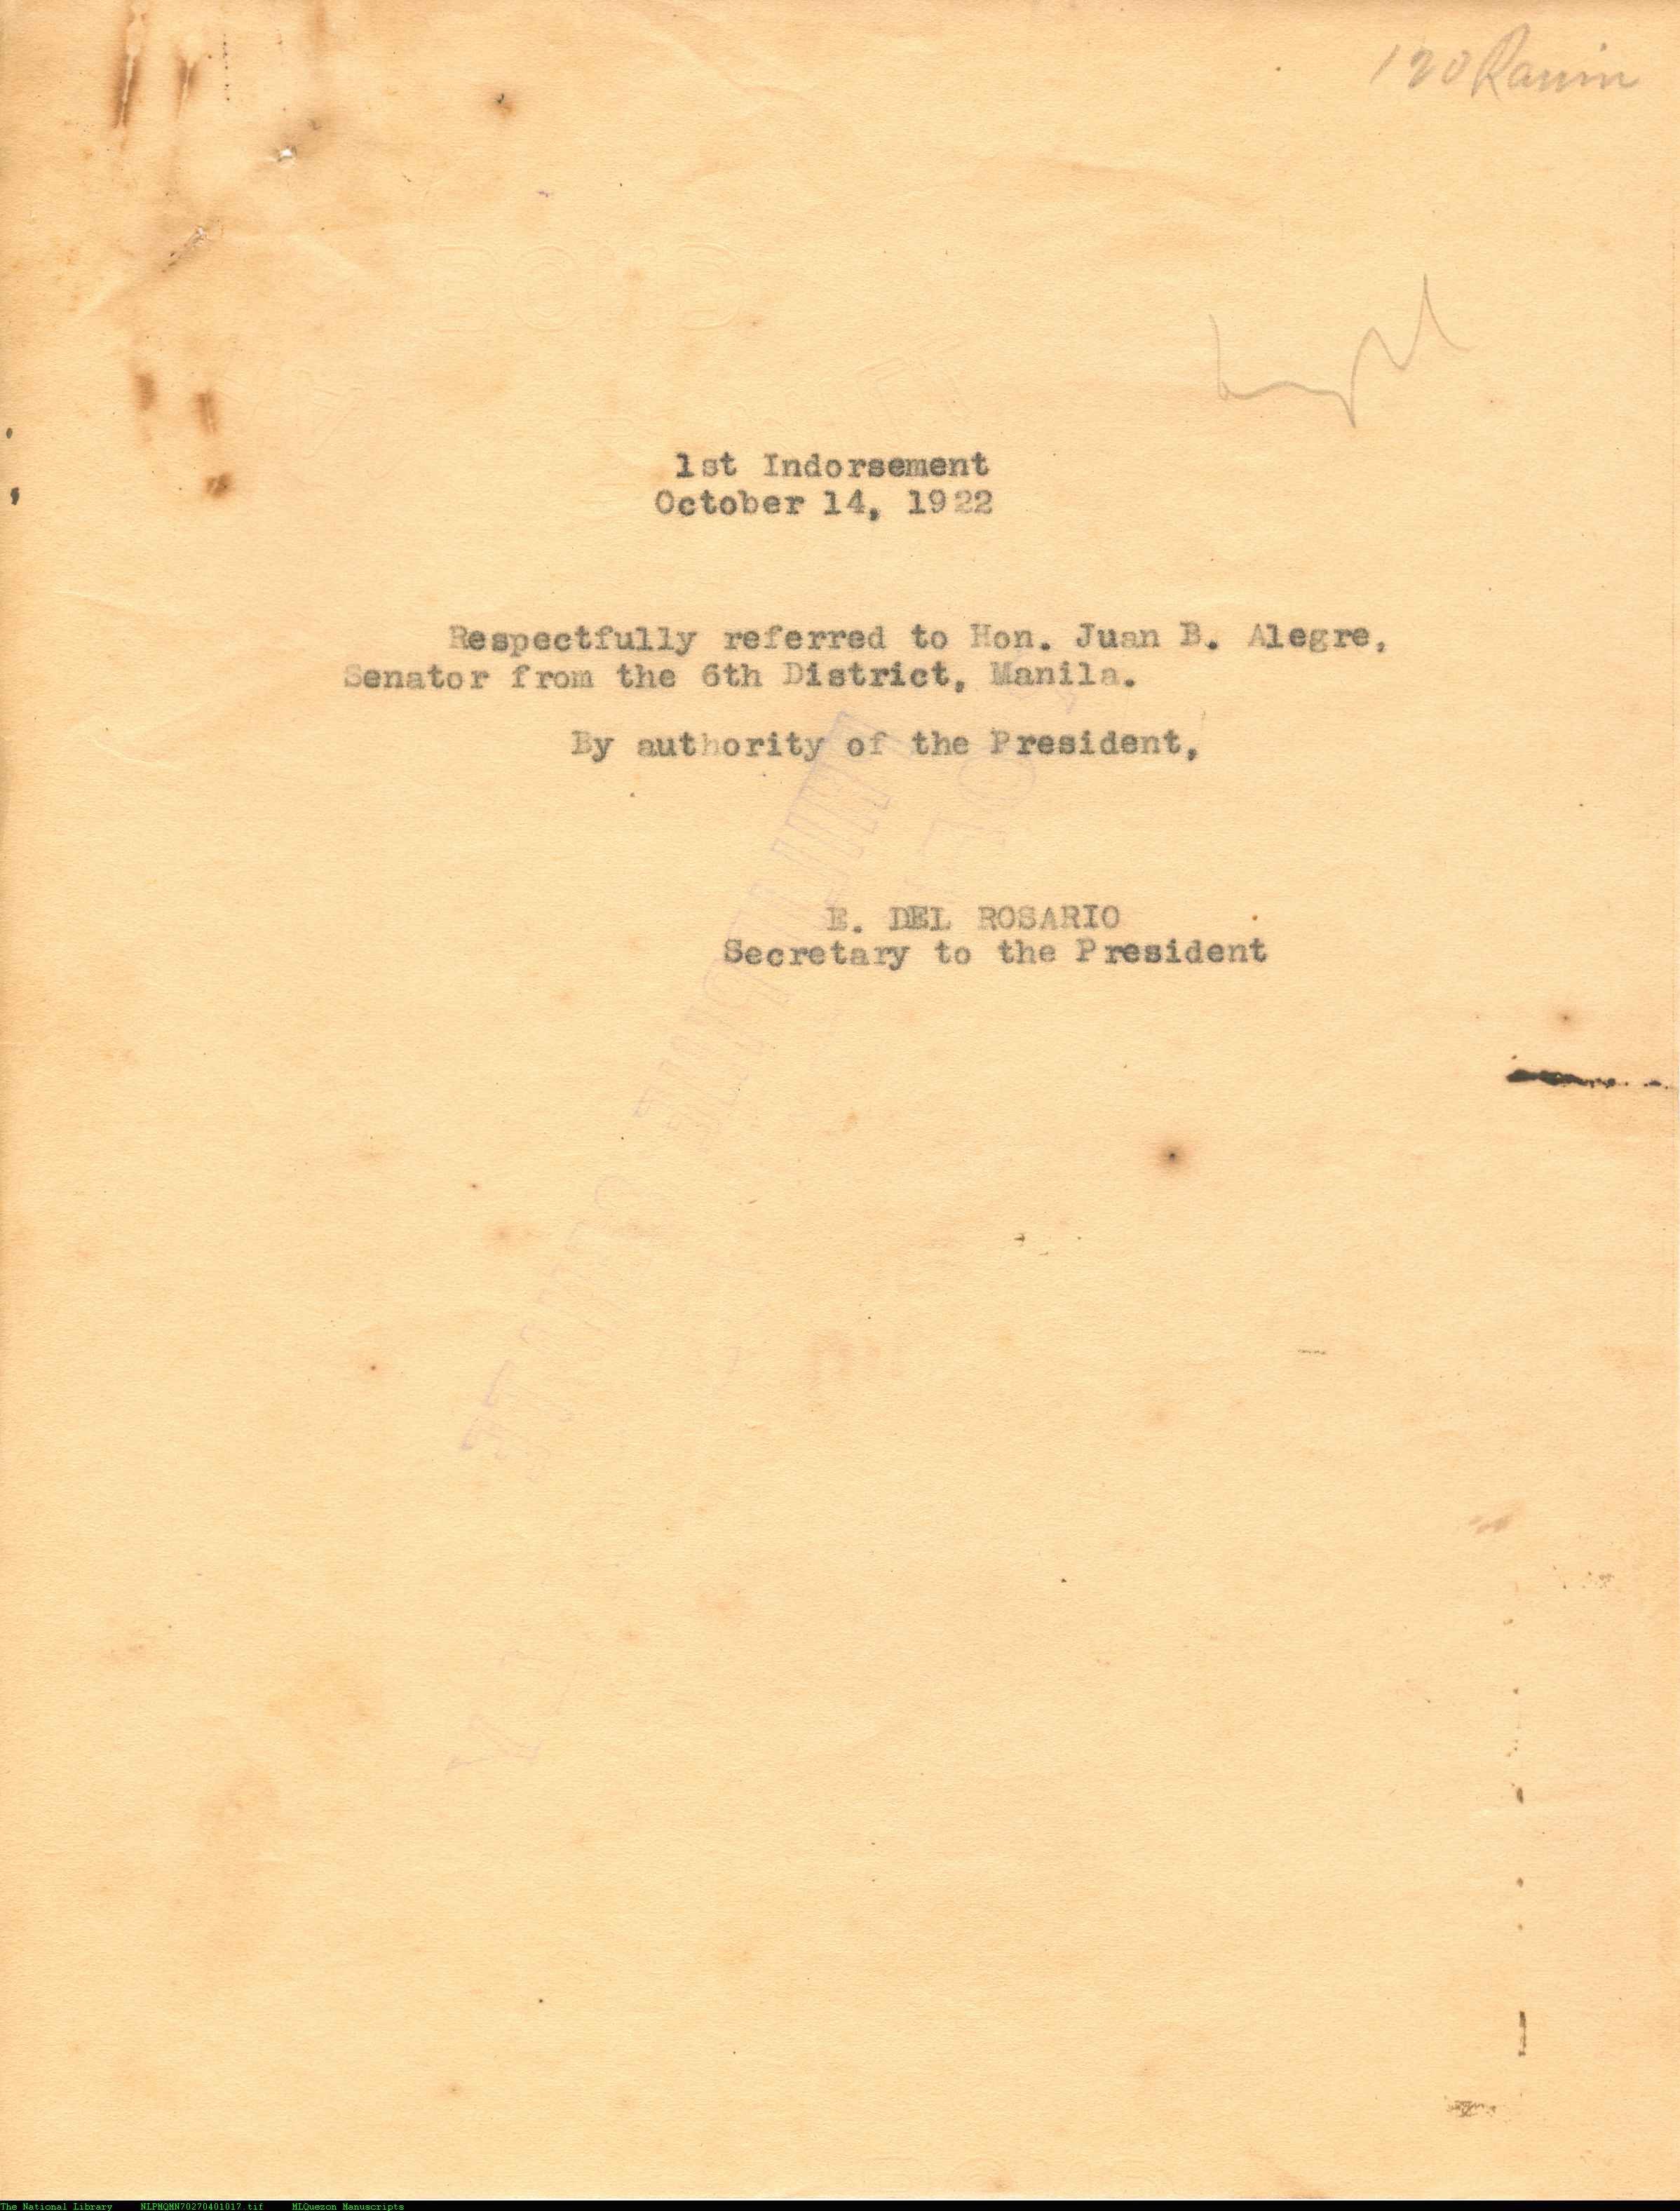 120
1st Indorsement
October 14, 1922
Respectfully referred to Hon. Juan B. Alegre,
Senator from the 6th District, Manila.
By authority of the President,
E. DEL ROSARIO
Secretary to the President
The National Library NLPMQMN70270401017.tif MLQuezon Manuscripts